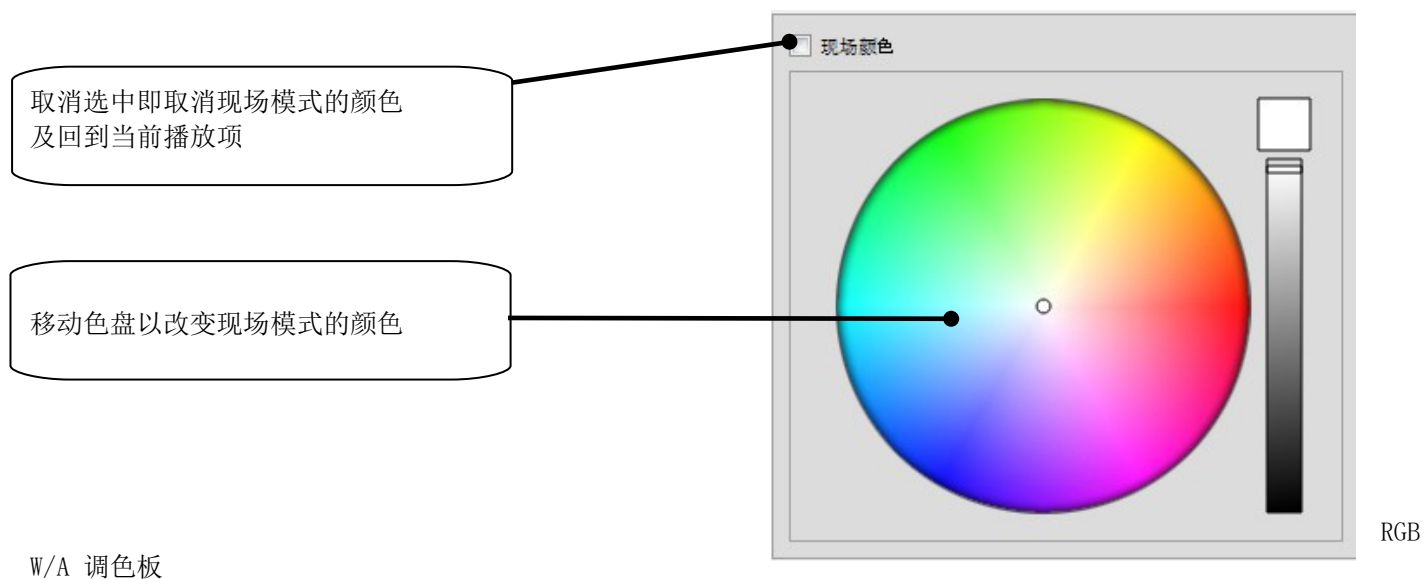 现场颜色
取消选中即取消现场模式的颜色
及回到当前播放项
移动色盘以改变现场模式的颜色
RGB
W/A 调色板